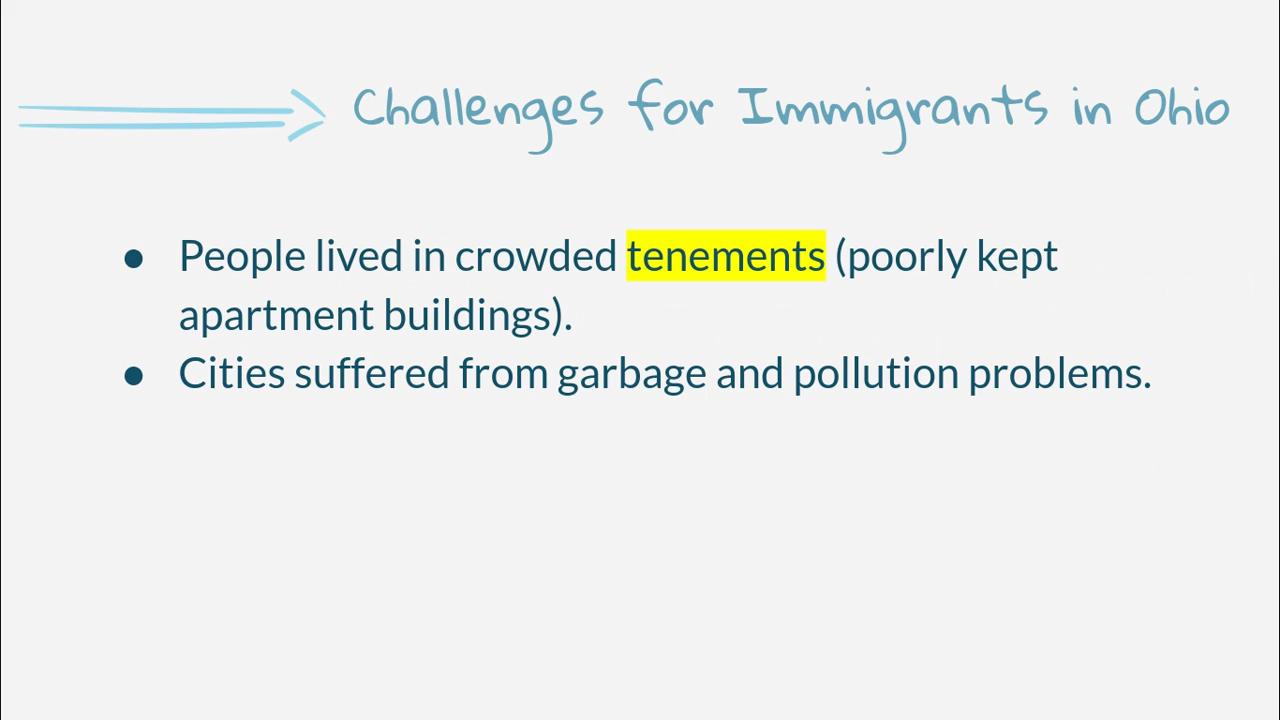 Challenges for Immigrants in Ohio
● People lived in crowded tenements (poorly kept
apartment buildings).
● Cities suffered from garbage and pollution problems.